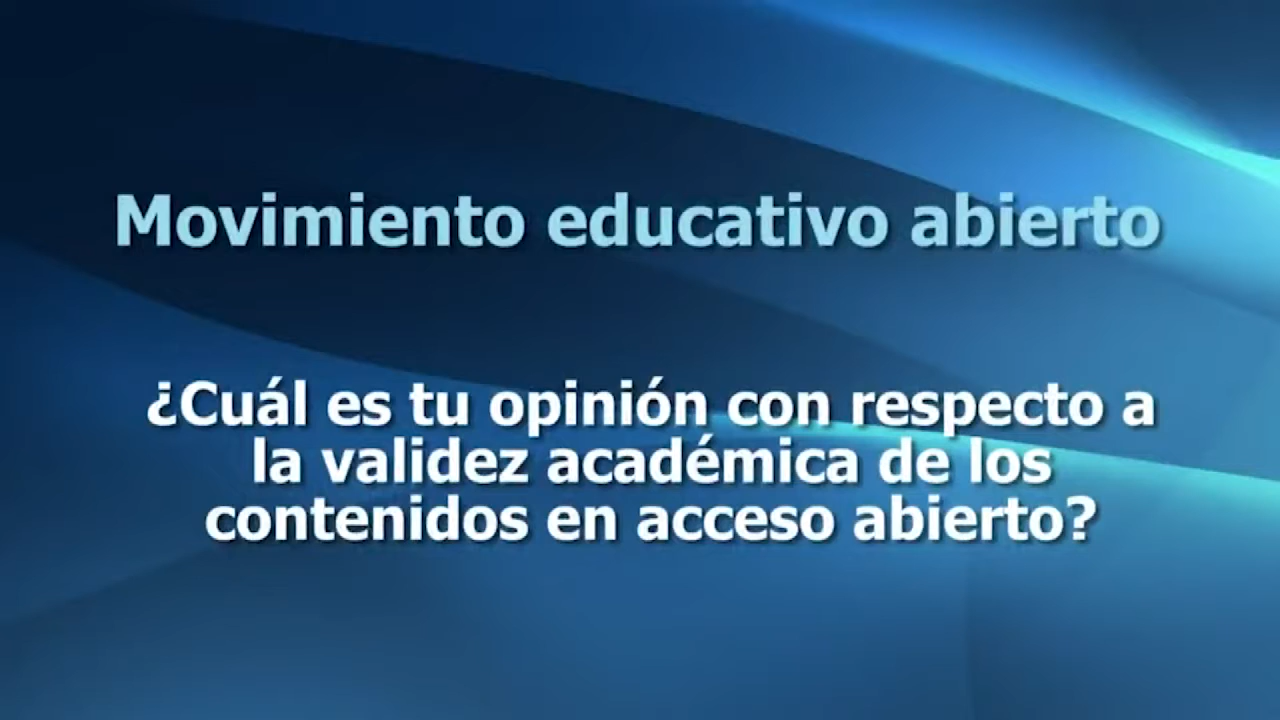 Movimiento educativo abierto
¿Cuál es tu opinión con respecto a
la validez académica de los
contenidos en acceso abierto?